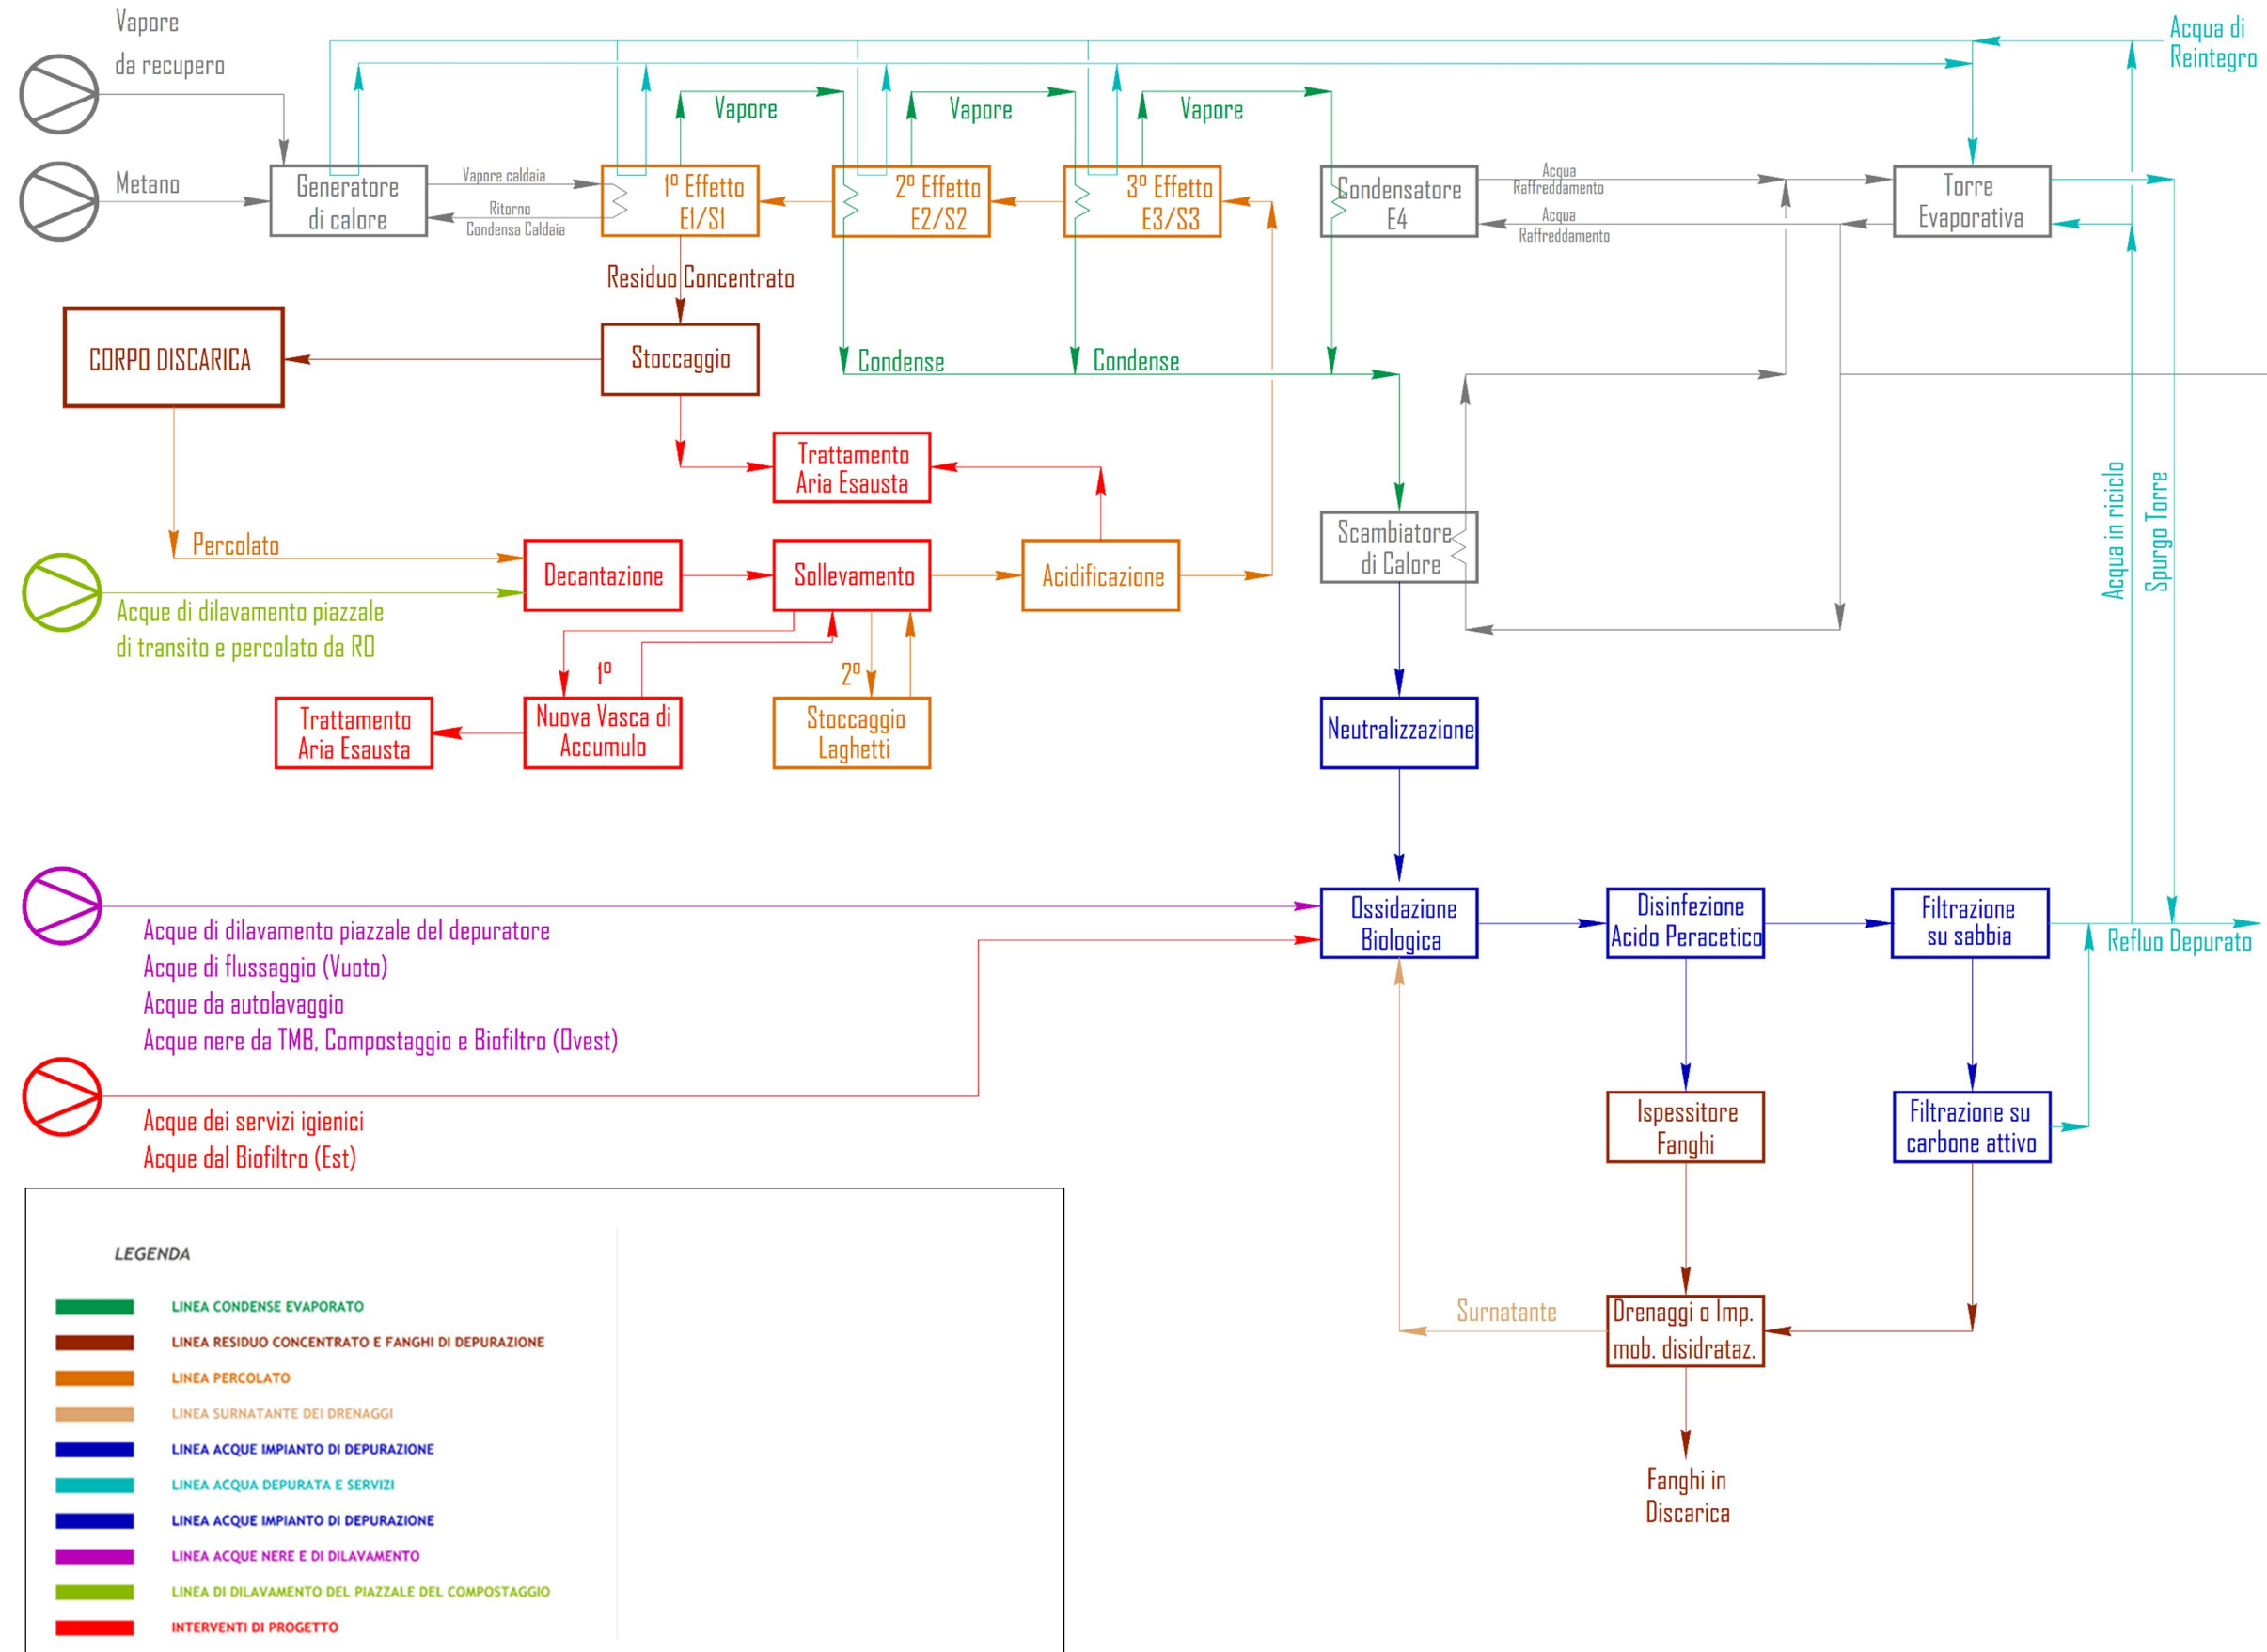 Vapore
da recupero
Acqua di
Reintegro
Vapore
Vapore
Vapore
Metano
Generatore
di calore
Vapore caldaia
Ritorno
Condensa Caldaia
1º Effetto
E1/S1
2º Effetto
E2/S2
3º Effetto
E3/S3
Condensatore
E4
Acqua
Raffreddamento
Acqua
Raffreddamento
Torre
Evaporativa
Residuo Concentrato
CORPO DISCARICA
Stoccaggio
Condense
Condense
Trattamento
Aria Esausta
Acqua in riciclo
Spurgo Torre
Scambiatore
di Calore
Percolato
Decantazione
Sollevamento
Acidificazione
Acque di dilavamento piazzale
di transito e percolato da RO
1º
2º
Trattamento
Aria Esausta
Nuova Vasca di
Accumulo
Stoccaggio
Laghetti
Neutralizzazione
Ossidazione
Biologica
Disinfezione
Acido Peracetico
Filtrazione
su sabbia
Refluo Depurato
Acque di dilavamento piazzale del depuratore
Acque di flussaggio (Vuoto)
Acque da autolavaggio
Acque nere da TMB, Compostaggio e Biofiltro (Ovest)
Acque dei servizi igienici
Acque dal Biofiltro (Est)
Ispessitore
Fanghi
Filtrazione su
carbone attivo
Surnatante
Drenaggi o Imp.
mob. disidrataz.
Fanghi in
Discarica
LEGENDA
LINEA CONDENSE EVAPORATO
LINEA RESIDUO CONCENTRATO E FANGHI DI DEPURAZIONE
LINEA PERCOLATO
LINEA SURNATANTE DEI DRENAGGI
LINEA ACQUE IMPIANTO DI DEPURAZIONE
LINEA ACQUA DEPURATA E SERVIZI
LINEA ACQUE IMPIANTO DI DEPURAZIONE
LINEA ACQUE NERE E DI DILAVAMENTO
LINEA DI DILAVAMENTO DEL PIAZZALE DEL COMPOSTAGGIO
INTERVENTI DI PROGETTO